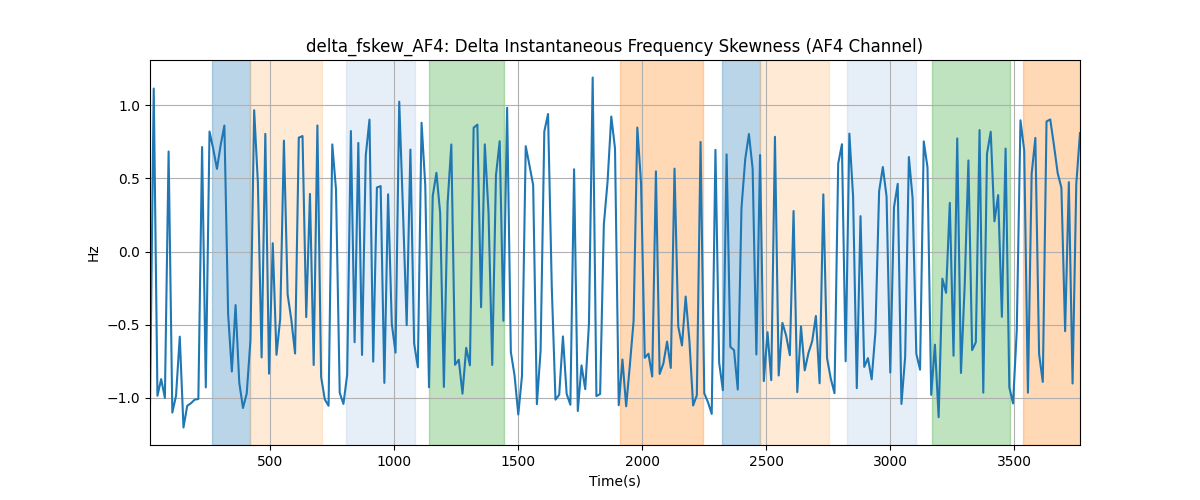 delta_fskew_AF4: Delta Instantaneous Frequency Skewness (AF4 Channel)
Hz
1.0
0.5
0.0
−0.5
−1.0
500 1000 1500 2000 2500 3000 3500
Time(s)